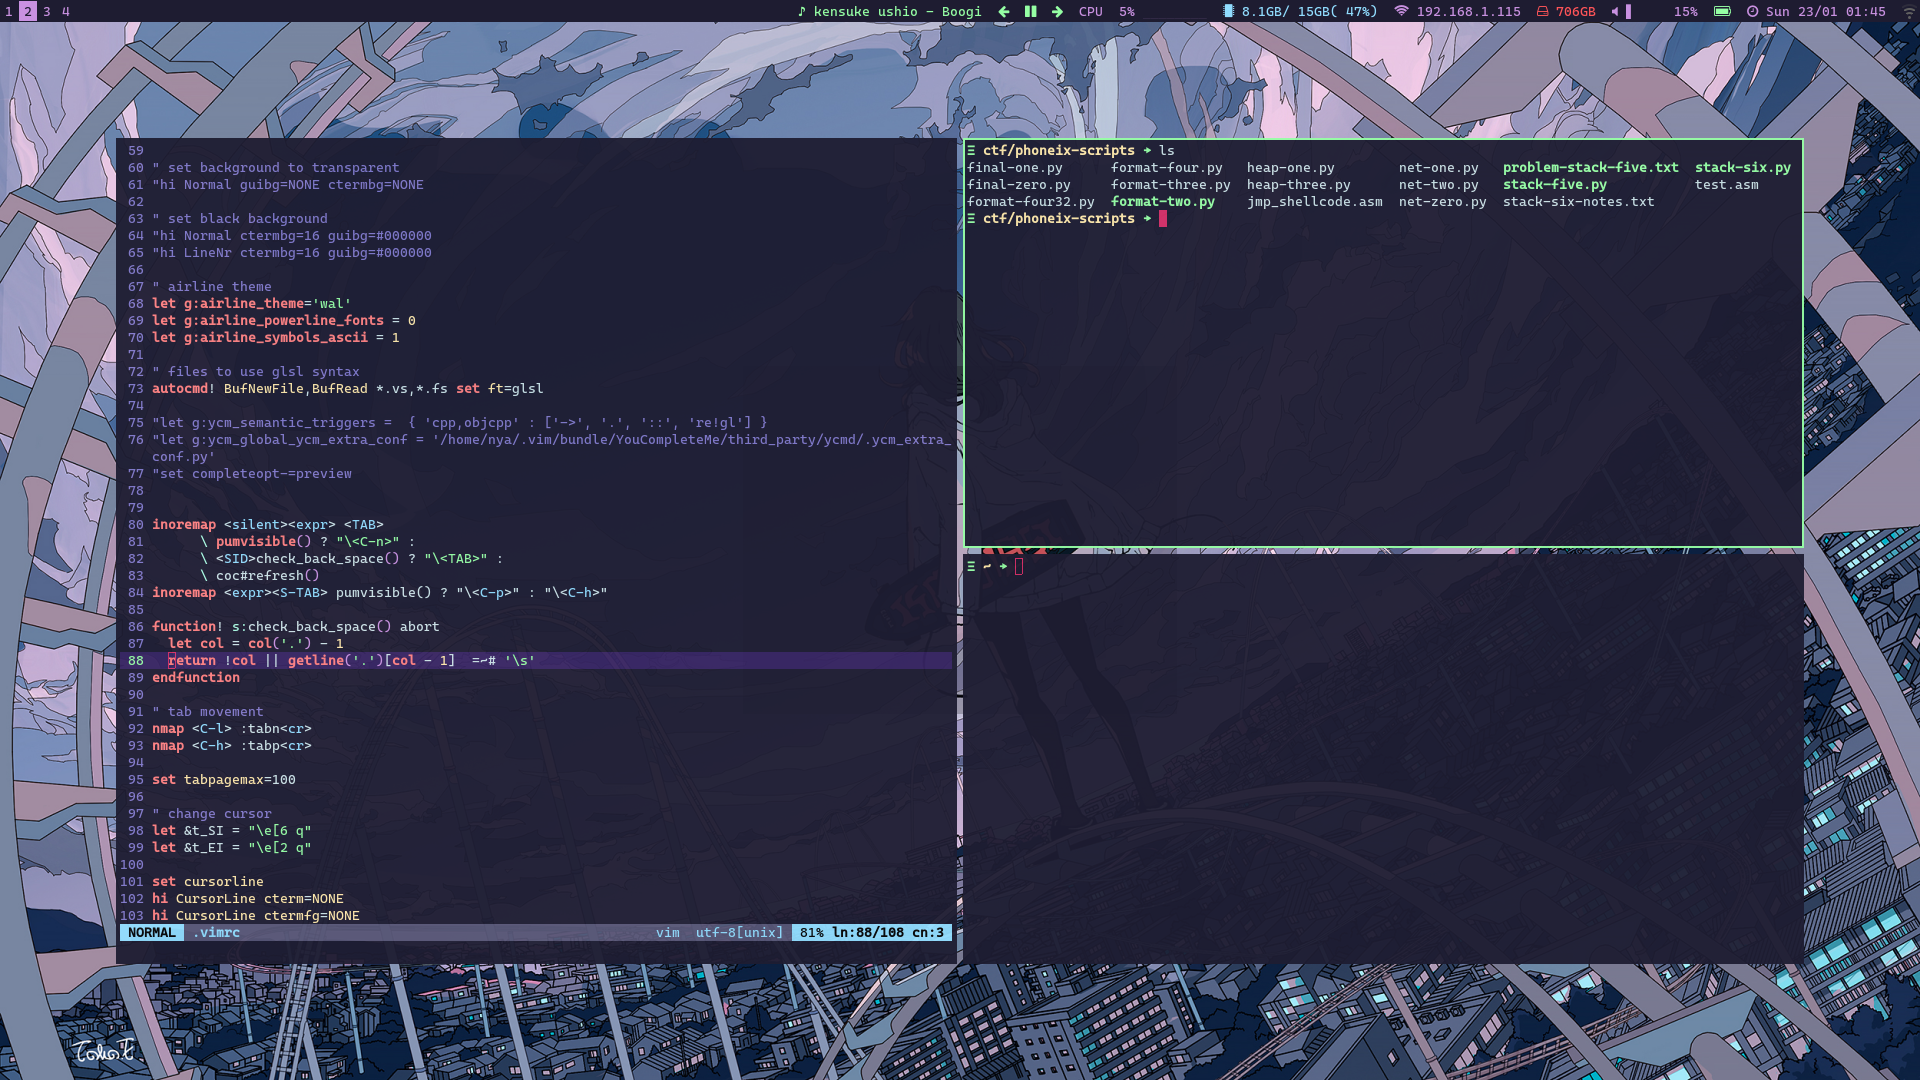 1 2 3 4 ♪ kensuke ushio - Boogi CPU 5% 8.1GB/ 15GB( 47%) 192.168.1.115 706GB 15% Sun 23/01 01:45
59
60 " set background to transparent
61 "hi Normal guibg=NONE ctermbg=NONE
62
63 " set black background
64 "hi Normal ctermbg=16 guibg=#000000
65 "hi LineNr ctermbg=16 guibg=#000000
66
67 " airline theme
68 let g:airline_theme='wal'
69 let g:airline_powerline_fonts = 0
70 let g:airline_symbols_ascii = 1
71
72 " files to use glsl syntax
73 autocmd! BufNewFile,BufRead *.vs,*.fs set ft=glsl
74
75 "let g:ycm_semantic_triggers =  { 'cpp,objcpp' : ['->', '.', '::', 're!gl'] }
76 "let g:ycm_global_ycm_extra_conf = '/home/nya/.vim/bundle/YouCompleteMe/third_party/ycmd/.ycm_extra_
conf.py'
77 "set completeopt-=preview
78
79
80 inoremap <silent><expr> <TAB>
81       \ pumvisible() ? "\<C-n>" :
82       \ <SID>check_back_space() ? "\<TAB>" :
83       \ coc#refresh()
84 inoremap <expr><S-TAB> pumvisible() ? "\<C-p>" : "\<C-h>"
85
86 function! s:check_back_space() abort
87   let col = col('.') - 1
88   return !col || getline('.')[col - 1]  =~# '\s'
89 endfunction
90
91 " tab movement
92 nmap <C-l> :tabn<cr>
93 nmap <C-h> :tabp<cr>
94
95 set tabpagemax=100
96
97 " change cursor
98 let &t_SI = "\e[6 q"
99 let &t_EI = "\e[2 q"
100
101 set cursorline
102 hi CursorLine cterm=NONE
103 hi CursorLine ctermfg=NONE
NORMAL .vimrc vim utf-8[unix] 81% ln:88/108 cn:3
Ξ ctf/phoneix-scripts → ls
final-one.py format-four.py heap-one.py net-one.py problem-stack-five.txt stack-six.py
final-zero.py format-three.py heap-three.py net-two.py stack-five.py test.asm
format-four32.py format-two.py jmp_shellcode.asm net-zero.py stack-six-notes.txt
Ξ ctf/phoneix-scripts →
Ξ ~ →